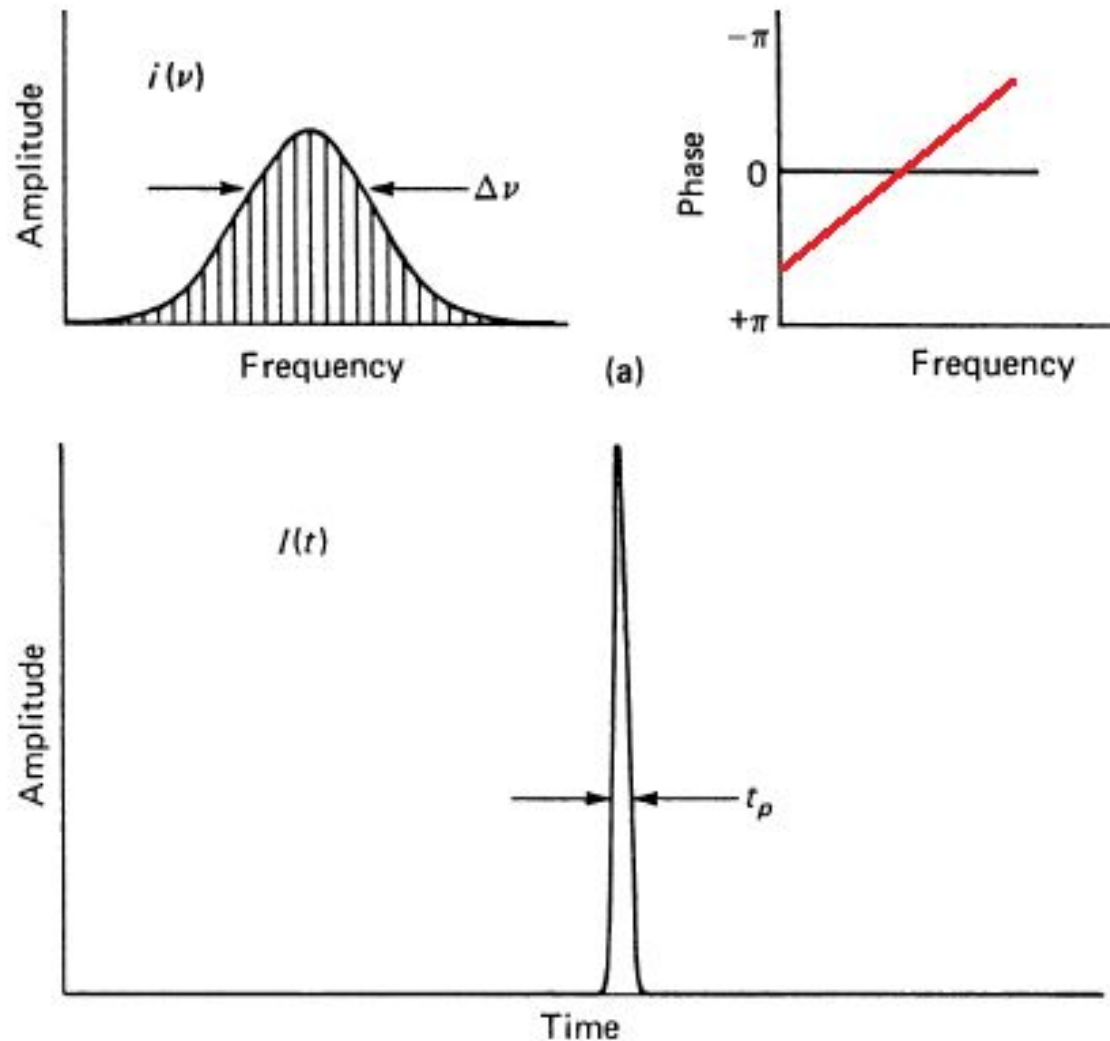 Amplitude
i(ν)
Δν
Frequency
(a)
Phase
−π
0
+π
Frequency
Amplitude
I(t)
t_p
Time